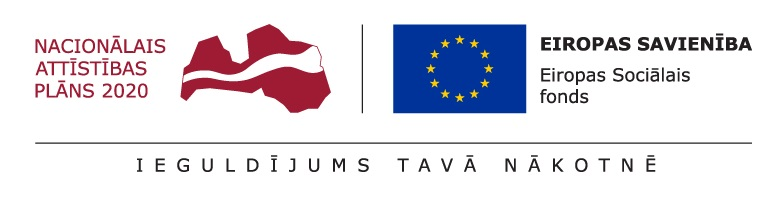 NACIONĀLAIS
ATTĪSTĪBAS
PLĀNS 2020
EIROPAS SAVIENĪBA
Eiropas Sociālais
fonds
IEGULDĪJUMS TAVĀ NĀKOTNĒ